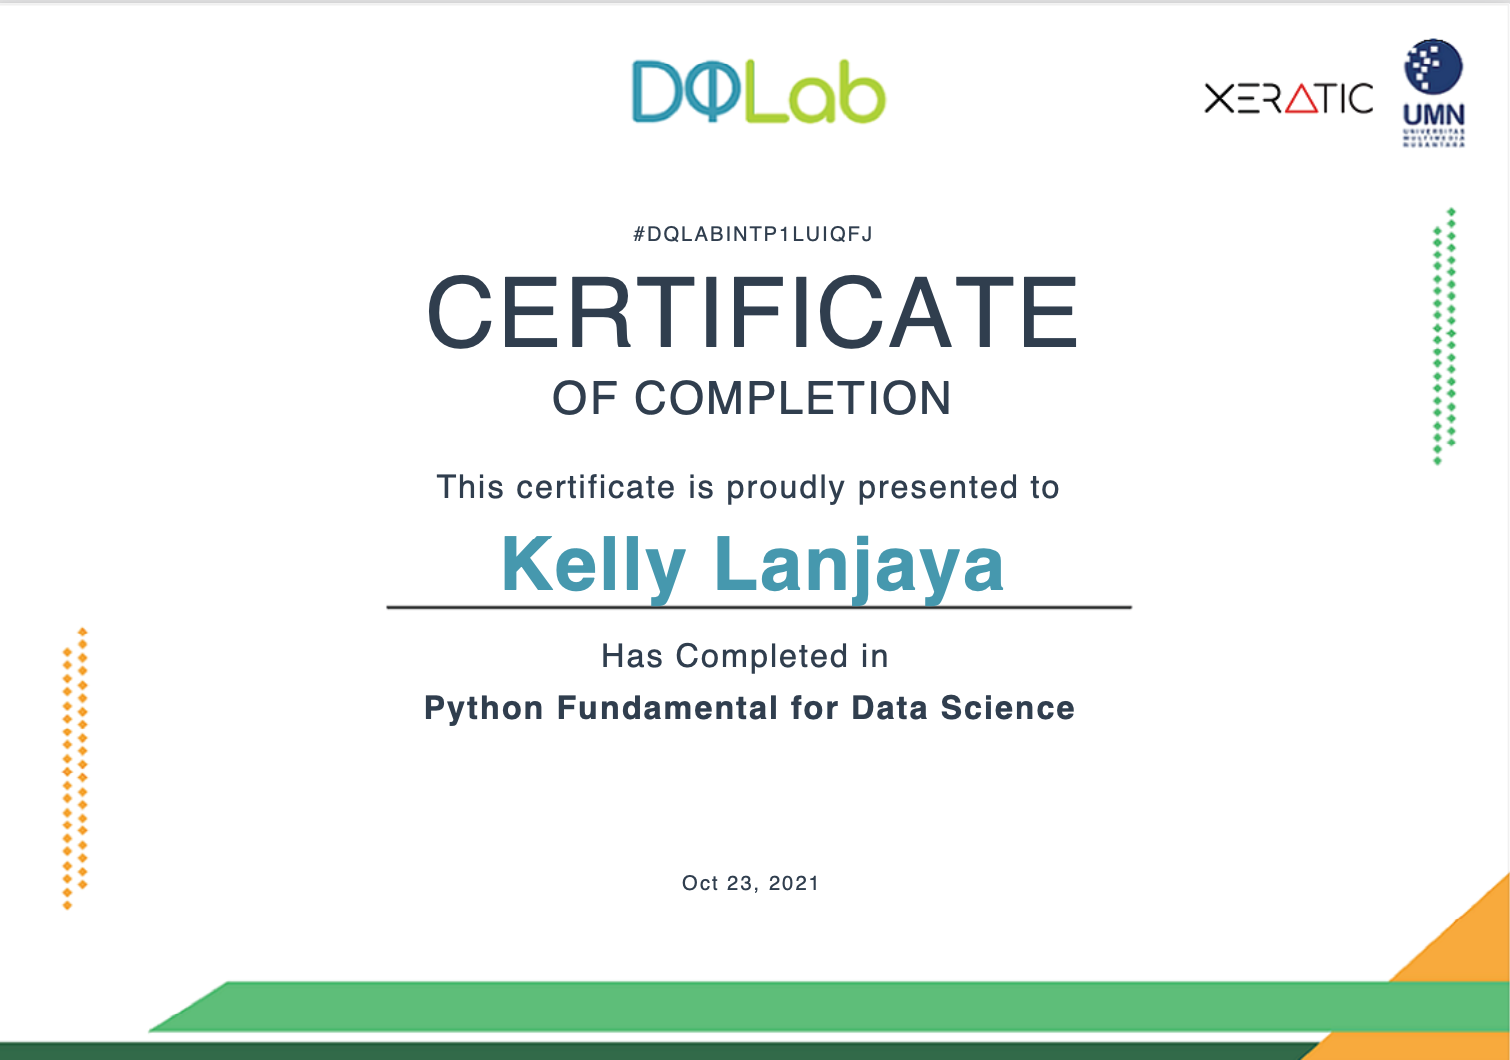 DQLab
XERATIC
UMN
UNIVERSITAS
MULTIMEDIA
NUSANTARA
#DQLABINTP1LUIQFJ
CERTIFICATE
OF COMPLETION
This certificate is proudly presented to
Kelly Lanjaya
Has Completed in
Python Fundamental for Data Science
Oct 23, 2021